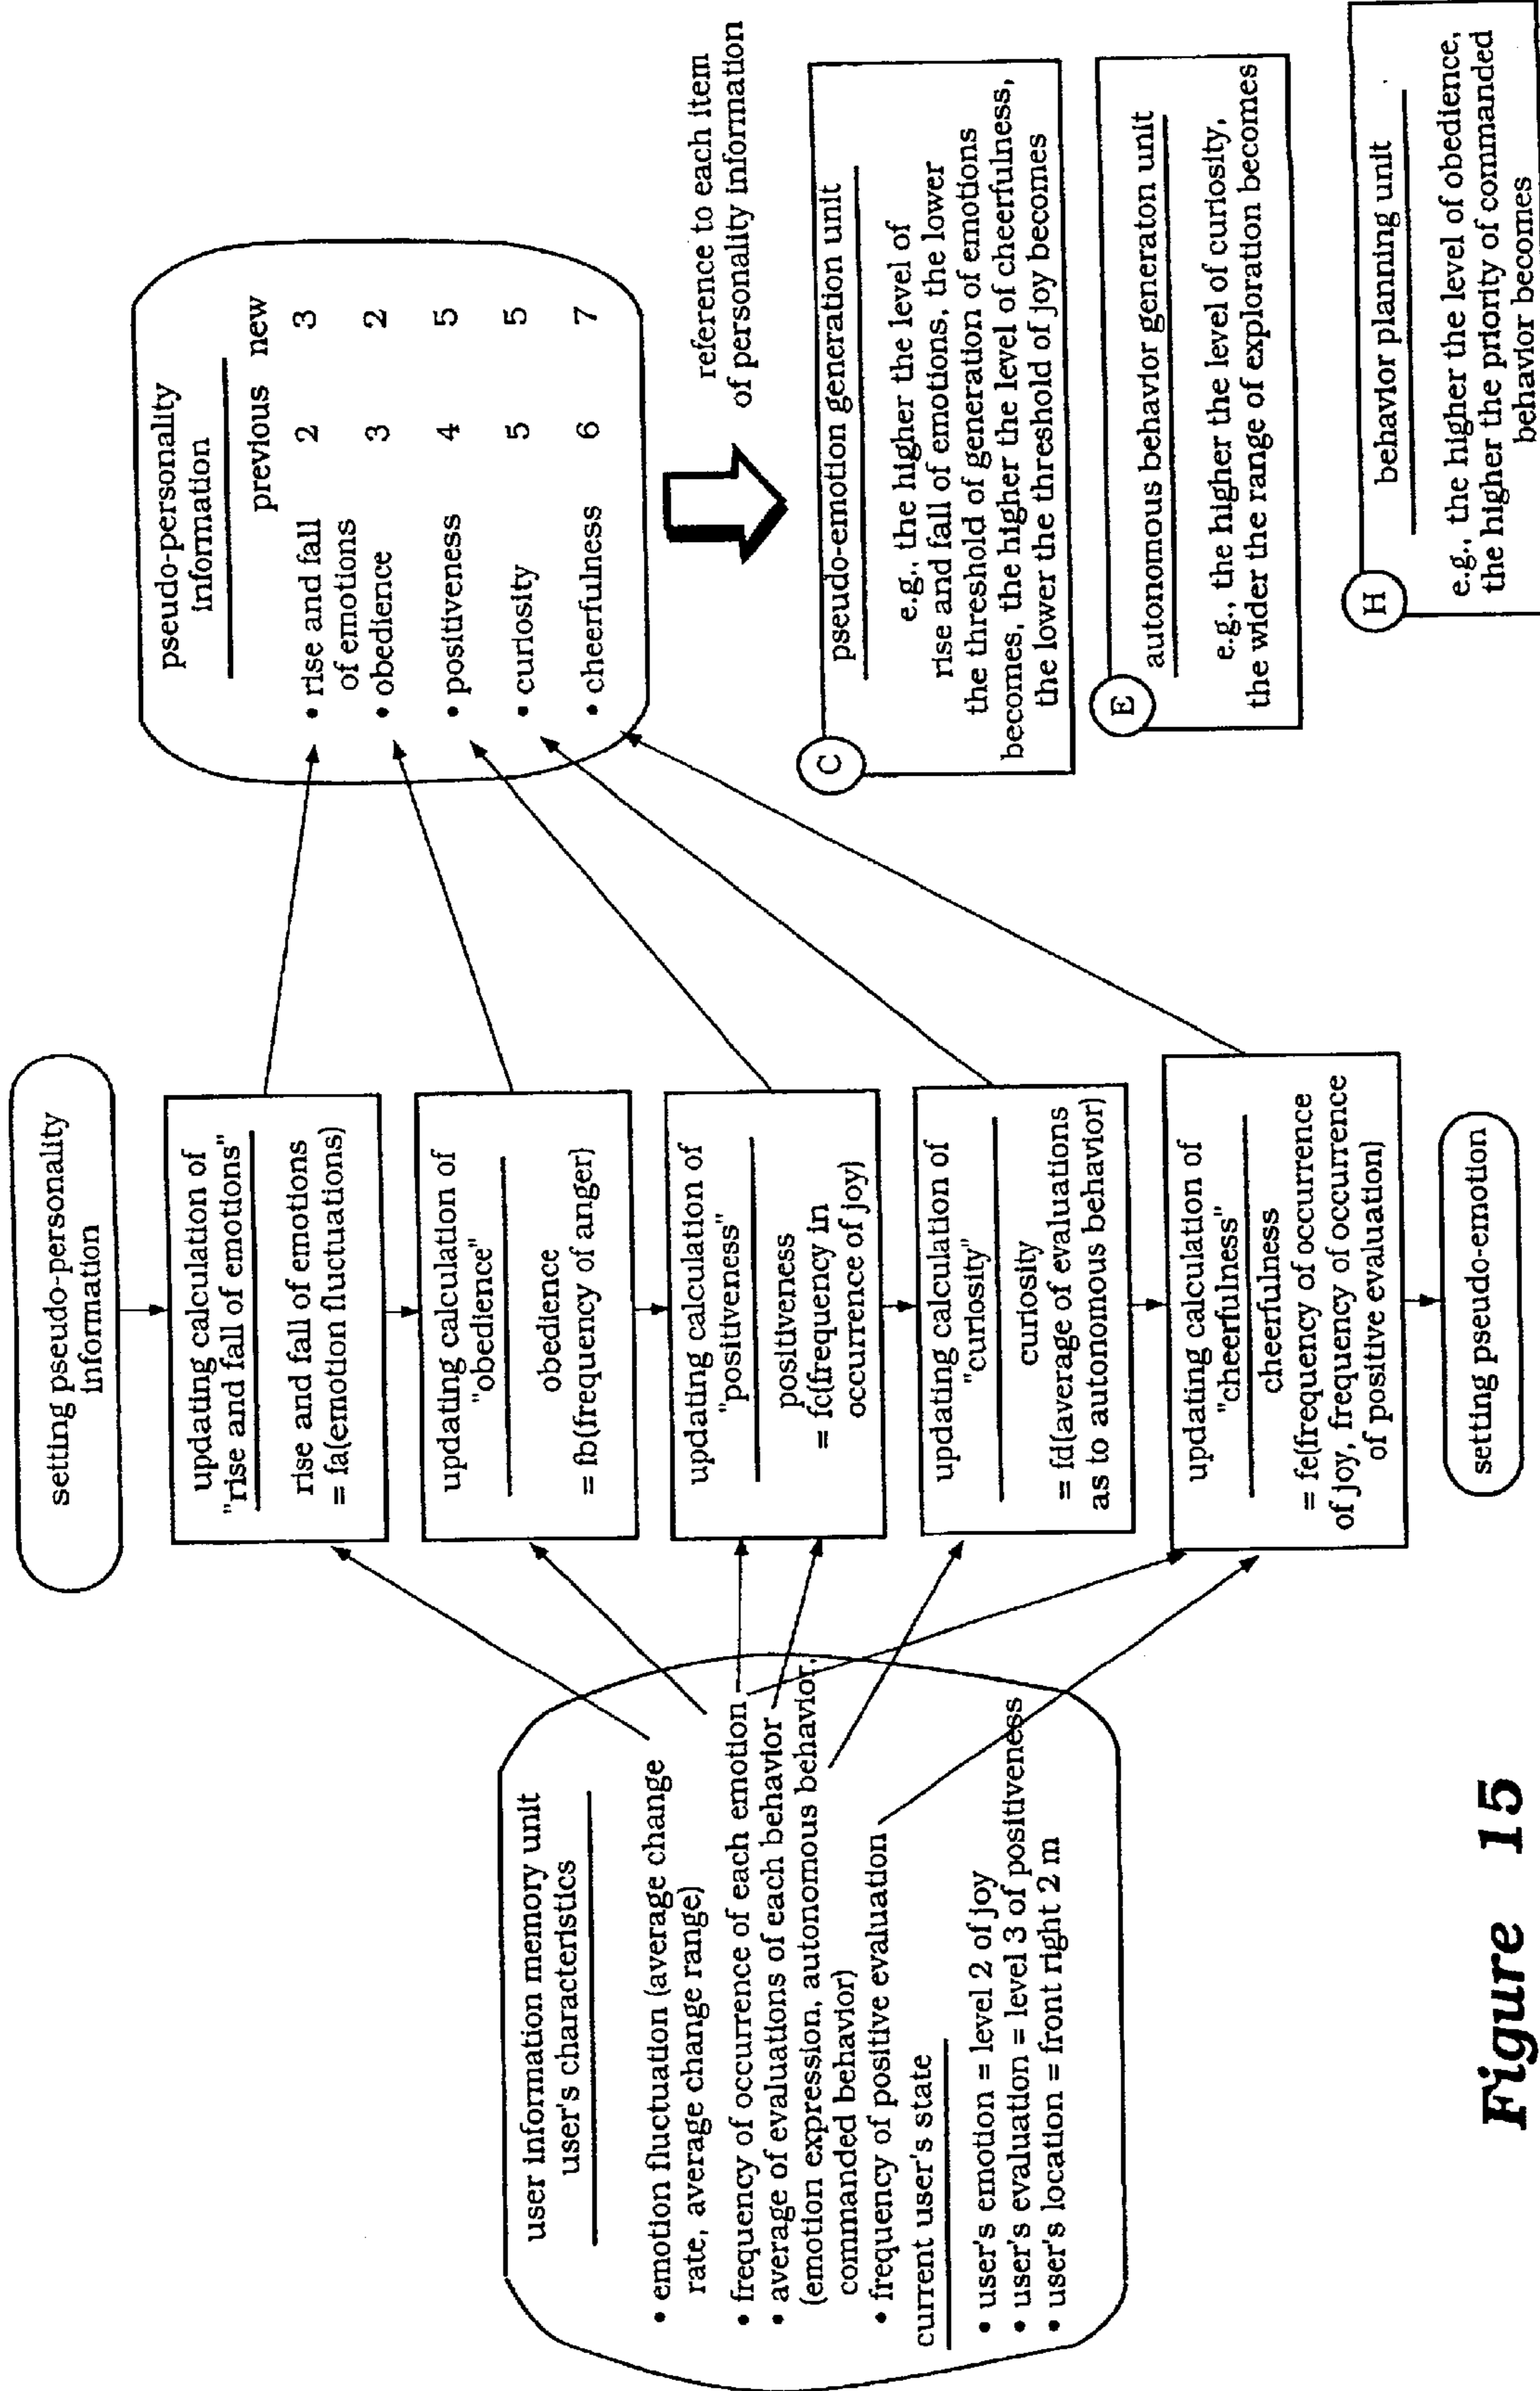 setting pseudo-personality
information
updating calculation of
"rise and fall of emotions"
rise and fall of emotions
= fa(emotion fluctuations)
updating calculation of
"obedience"
obedience
= fb(frequency of anger)
updating calculation of
"positiveness"
positiveness
= fc(frequency in
occurrence of joy)
updating calculation of
"curiosity"
curiosity
= fd(average of evaluations
as to autonomous behavior)
updating calculation of
"cheerfulness"
cheerfulness
= fe(frequency of occurrence
of joy, frequency of occurrence
of positive evaluation)
setting pseudo-emotion
user information memory unit
user's characteristics
• emotion fluctuation (average change
rate, average change range)
• frequency of occurrence of each emotion
• average of evaluations of each behavior
(emotion expression, autonomous behavior,
commanded behavior)
• frequency of positive evaluation
current user's state
• user's emotion = level 2 of joy
• user's evaluation = level 3 of positiveness
• user's location = front right 2 m
pseudo-personality
information
previous new
• rise and fall 2 3
of emotions
• obedience 3 2
• positiveness 4 5
• curiosity 5 5
• cheerfulness 6 7
reference to each item
of personality information
C
pseudo-emotion generation unit
e.g., the higher the level of
rise and fall of emotions, the lower
the threshold of generation of emotions
becomes, the higher the level of cheerfulness,
the lower the threshold of joy becomes
E
autonomous behavior generaton unit
e.g., the higher the level of curiosity,
the wider the range of exploration becomes
H
behavior planning unit
e.g., the higher the level of obedience,
the higher the priority of commanded
behavior becomes
Figure 15